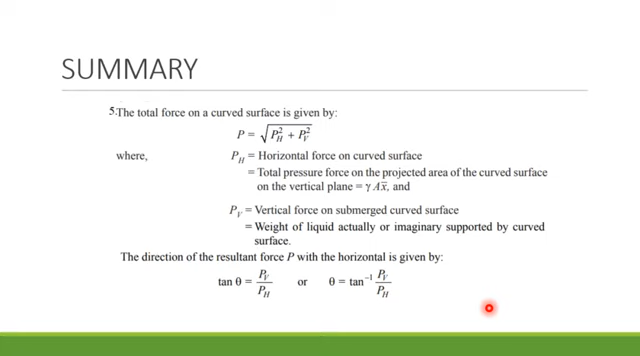 SUMMARY
5. The total force on a curved surface is given by:
P = √(P_H² + P_V²)
where, P_H = Horizontal force on curved surface
= Total pressure force on the projected area of the curved surface
on the vertical plane = γ Ax̄, and
P_V = Vertical force on submerged curved surface
= Weight of liquid actually or imaginary supported by curved
surface.
The direction of the resultant force P with the horizontal is given by:
tan θ = P_V/P_H or θ = tan⁻¹ P_V/P_H